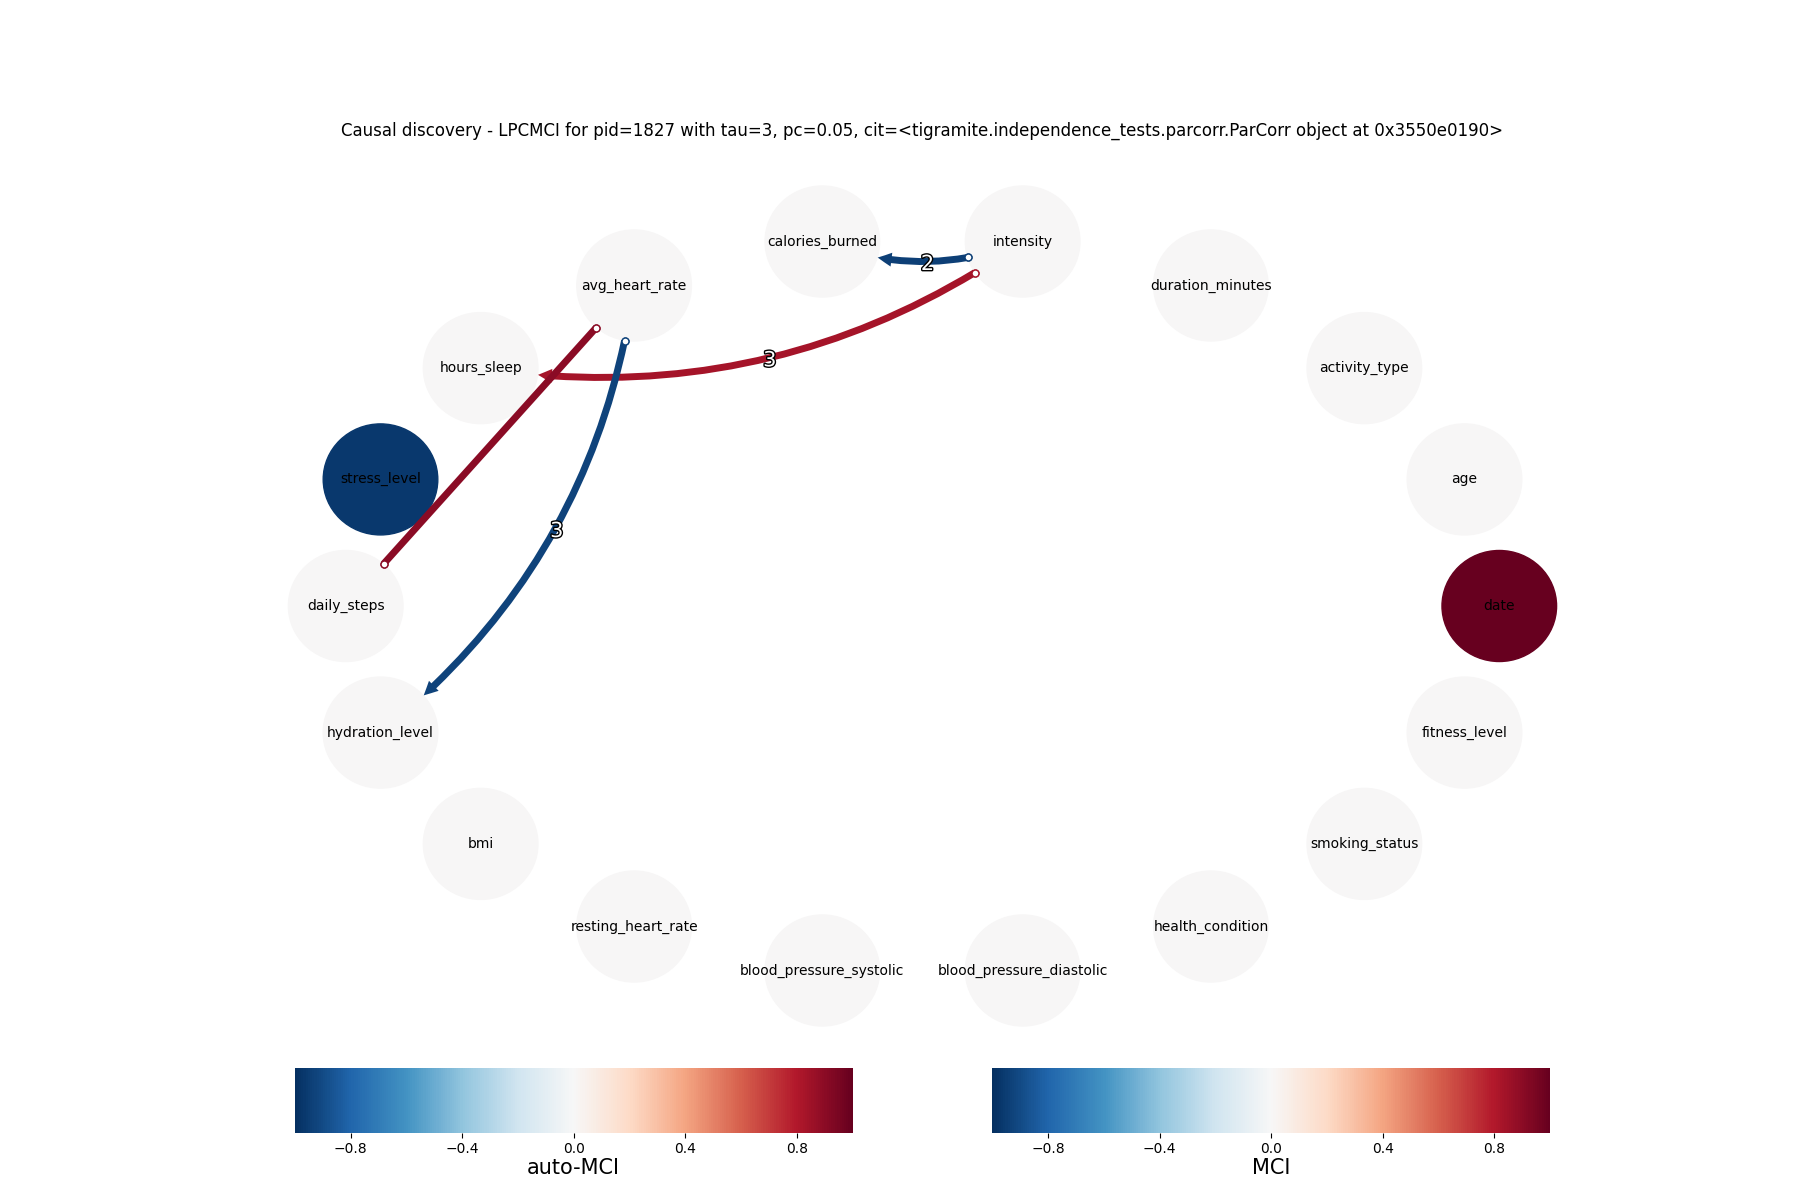 Causal discovery - LPCMCI for pid=1827 with tau=3, pc=0.05, cit=<tigramite.independence_tests.parcorr.ParCorr object at 0x3550e0190>
calories_burned
intensity
2
avg_heart_rate
duration_minutes
3
hours_sleep
activity_type
stress_level
age
3
daily_steps
date
hydration_level
fitness_level
bmi
smoking_status
resting_heart_rate
health_condition
blood_pressure_systolic
blood_pressure_diastolic
−0.8 −0.4 0.0 0.4 0.8
auto-MCI
−0.8 −0.4 0.0 0.4 0.8
MCI